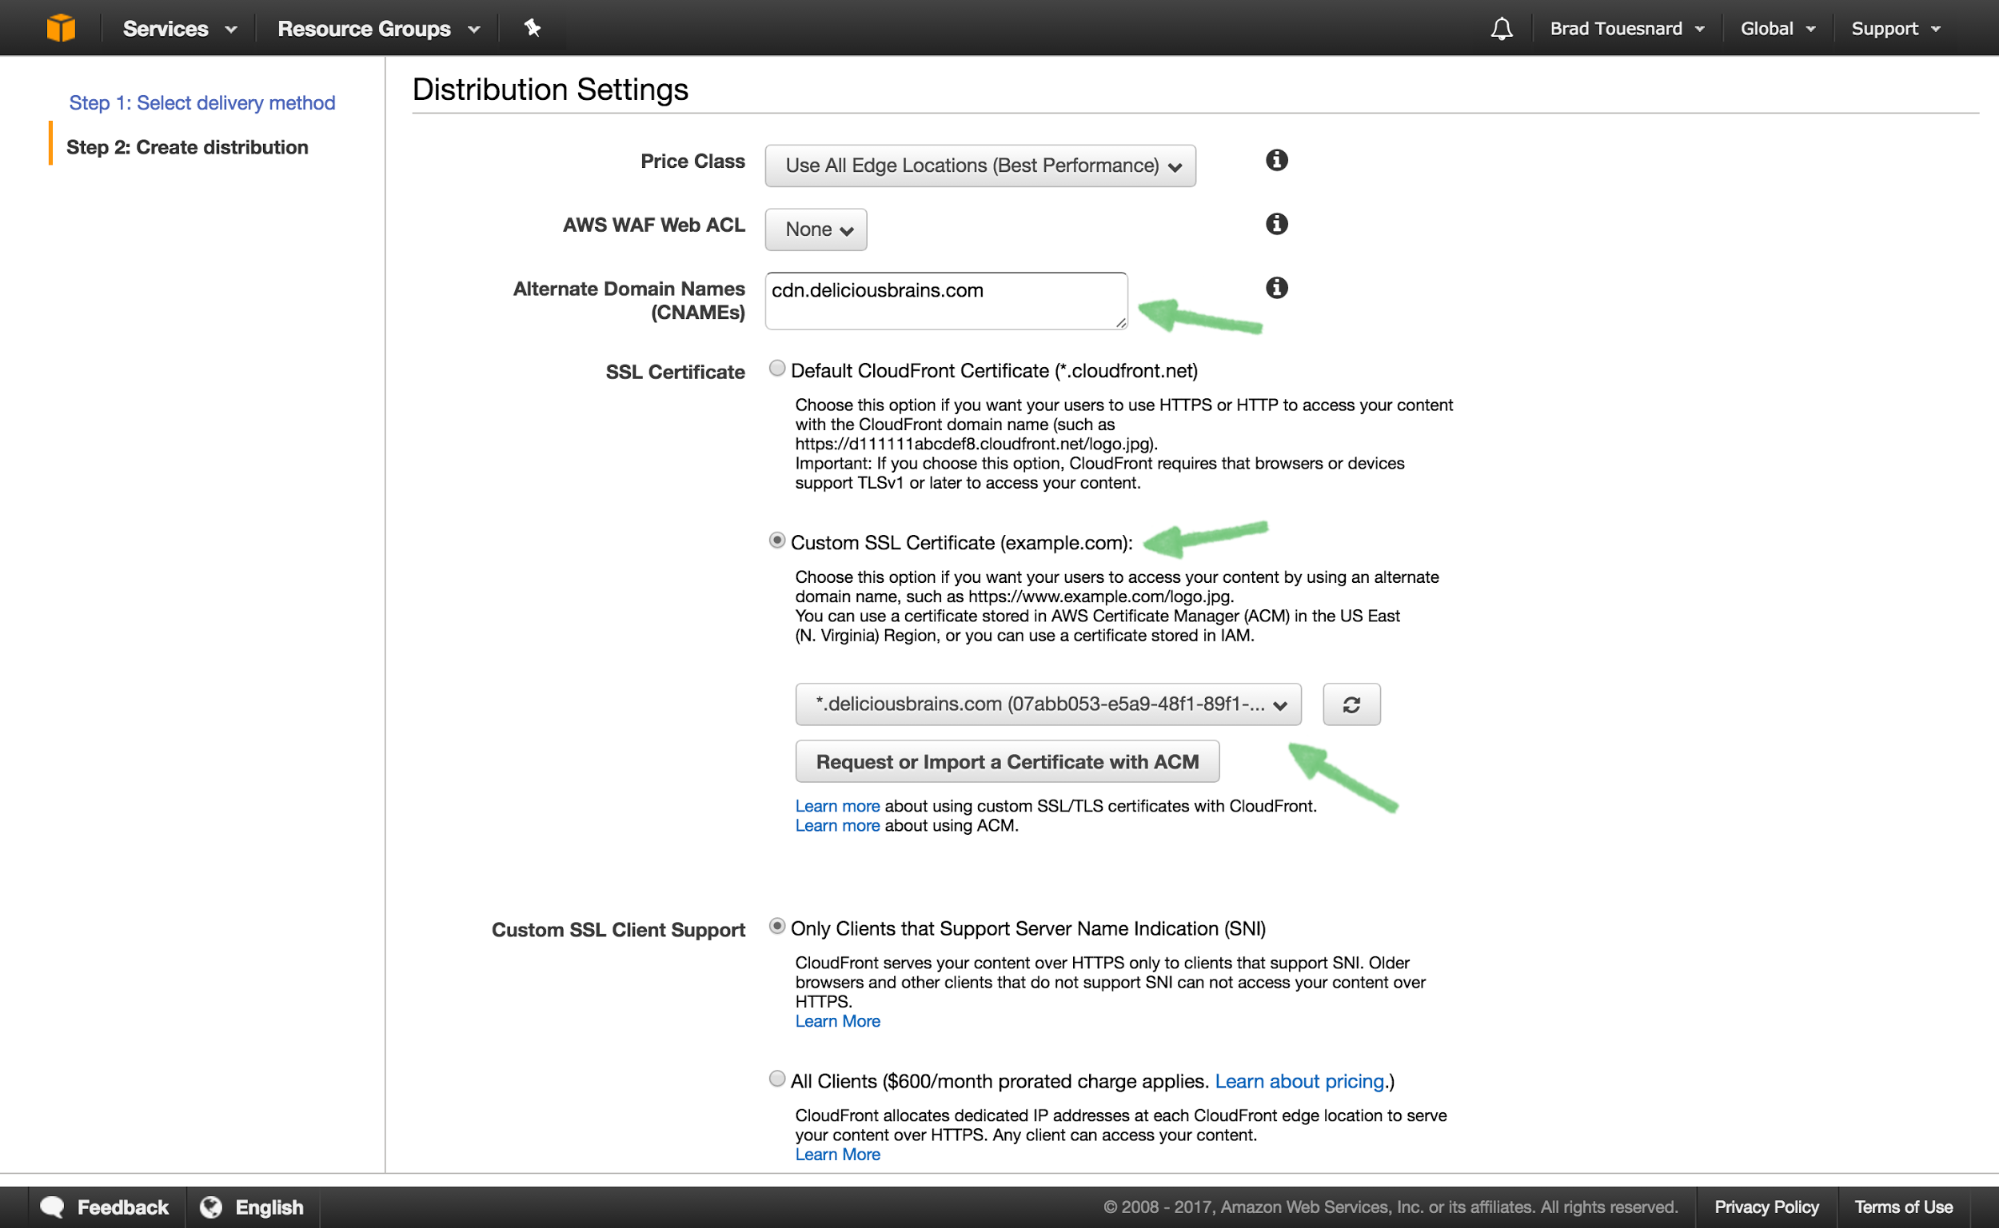 Services
Resource Groups
Brad Touesnard
Global
Support
Step 1: Select delivery method
Step 2: Create distribution
Distribution Settings
Price Class
Use All Edge Locations (Best Performance)
AWS WAF Web ACL
None
Alternate Domain Names
(CNAMEs)
cdn.deliciousbrains.com
SSL Certificate
Default CloudFront Certificate (*.cloudfront.net)
Choose this option if you want your users to use HTTPS or HTTP to access your content
with the CloudFront domain name (such as
https://d111111abcdef8.cloudfront.net/logo.jpg).
Important: If you choose this option, CloudFront requires that browsers or devices
support TLSv1 or later to access your content.
Custom SSL Certificate (example.com):
Choose this option if you want your users to access your content by using an alternate
domain name, such as https://www.example.com/logo.jpg.
You can use a certificate stored in AWS Certificate Manager (ACM) in the US East
(N. Virginia) Region, or you can use a certificate stored in IAM.
*.deliciousbrains.com (07abb053-e5a9-48f1-89f1-...
Request or Import a Certificate with ACM
Learn more about using custom SSL/TLS certificates with CloudFront.
Learn more about using ACM.
Custom SSL Client Support
Only Clients that Support Server Name Indication (SNI)
CloudFront serves your content over HTTPS only to clients that support SNI. Older
browsers and other clients that do not support SNI can not access your content over
HTTPS.
Learn More
All Clients ($600/month prorated charge applies. Learn about pricing.)
CloudFront allocates dedicated IP addresses at each CloudFront edge location to serve
your content over HTTPS. Any client can access your content.
Learn More
Feedback
English
© 2008 - 2017, Amazon Web Services, Inc. or its affiliates. All rights reserved.
Privacy Policy
Terms of Use